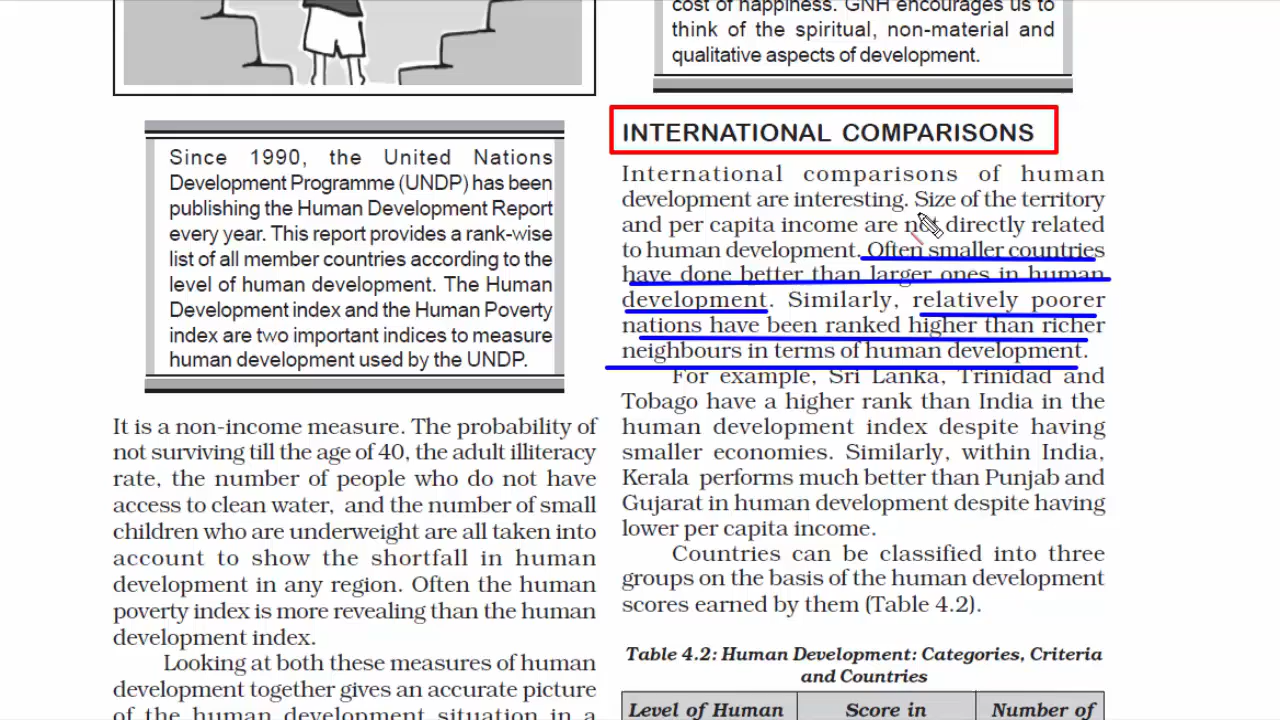 Since 1990, the United Nations
Development Programme (UNDP) has been
publishing the Human Development Report
every year. This report provides a rank-wise
list of all member countries according to the
level of human development. The Human
Development index and the Human Poverty
index are two important indices to measure
human development used by the UNDP.
It is a non-income measure. The probability of
not surviving till the age of 40, the adult illiteracy
rate, the number of people who do not have
access to clean water, and the number of small
children who are underweight are all taken into
account to show the shortfall in human
development in any region. Often the human
poverty index is more revealing than the human
development index.
Looking at both these measures of human
development together gives an accurate picture
of the human development situation in a
cost of happiness. GNH encourages us to
think of the spiritual, non-material and
qualitative aspects of development.
INTERNATIONAL COMPARISONS
International comparisons of human
development are interesting. Size of the territory
and per capita income are not directly related
to human development. Often smaller countries
have done better than larger ones in human
development. Similarly, relatively poorer
nations have been ranked higher than richer
neighbours in terms of human development.
For example, Sri Lanka, Trinidad and
Tobago have a higher rank than India in the
human development index despite having
smaller economies. Similarly, within India,
Kerala performs much better than Punjab and
Gujarat in human development despite having
lower per capita income.
Countries can be classified into three
groups on the basis of the human development
scores earned by them (Table 4.2).
Table 4.2: Human Development: Categories, Criteria
and Countries
Level of Human
Score in
Number of